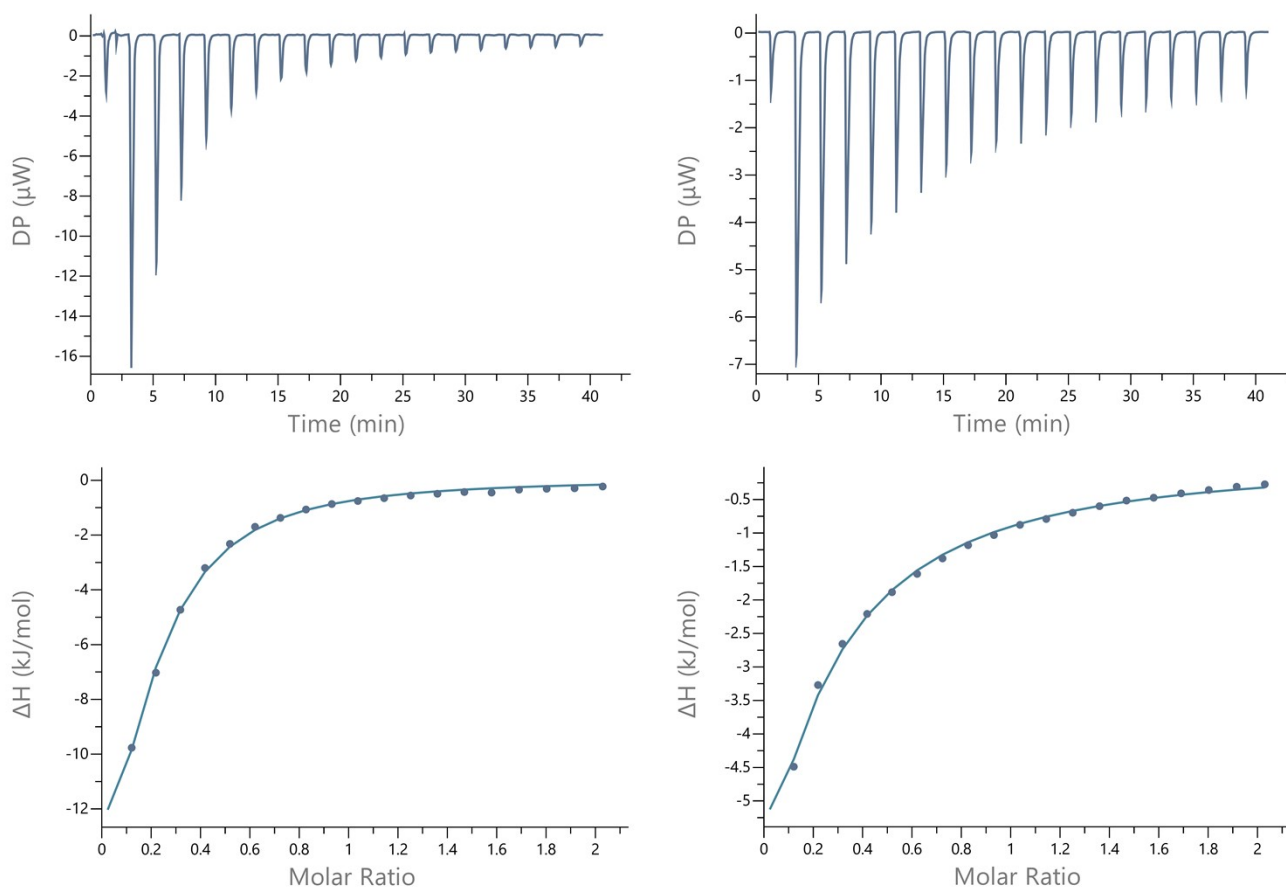 0
-2
-4
-6
-8
-10
-12
-14
-16
DP (µW)
0 5 10 15 20 25 30 35 40
Time (min)
0
-1
-2
-3
-4
-5
-6
-7
DP (µW)
0 5 10 15 20 25 30 35 40
Time (min)
0
-2
-4
-6
-8
-10
-12
ΔH (kJ/mol)
0 0.2 0.4 0.6 0.8 1 1.2 1.4 1.6 1.8 2
Molar Ratio
-0.5
-1
-1.5
-2
-2.5
-3
-3.5
-4
-4.5
-5
ΔH (kJ/mol)
0 0.2 0.4 0.6 0.8 1 1.2 1.4 1.6 1.8 2
Molar Ratio